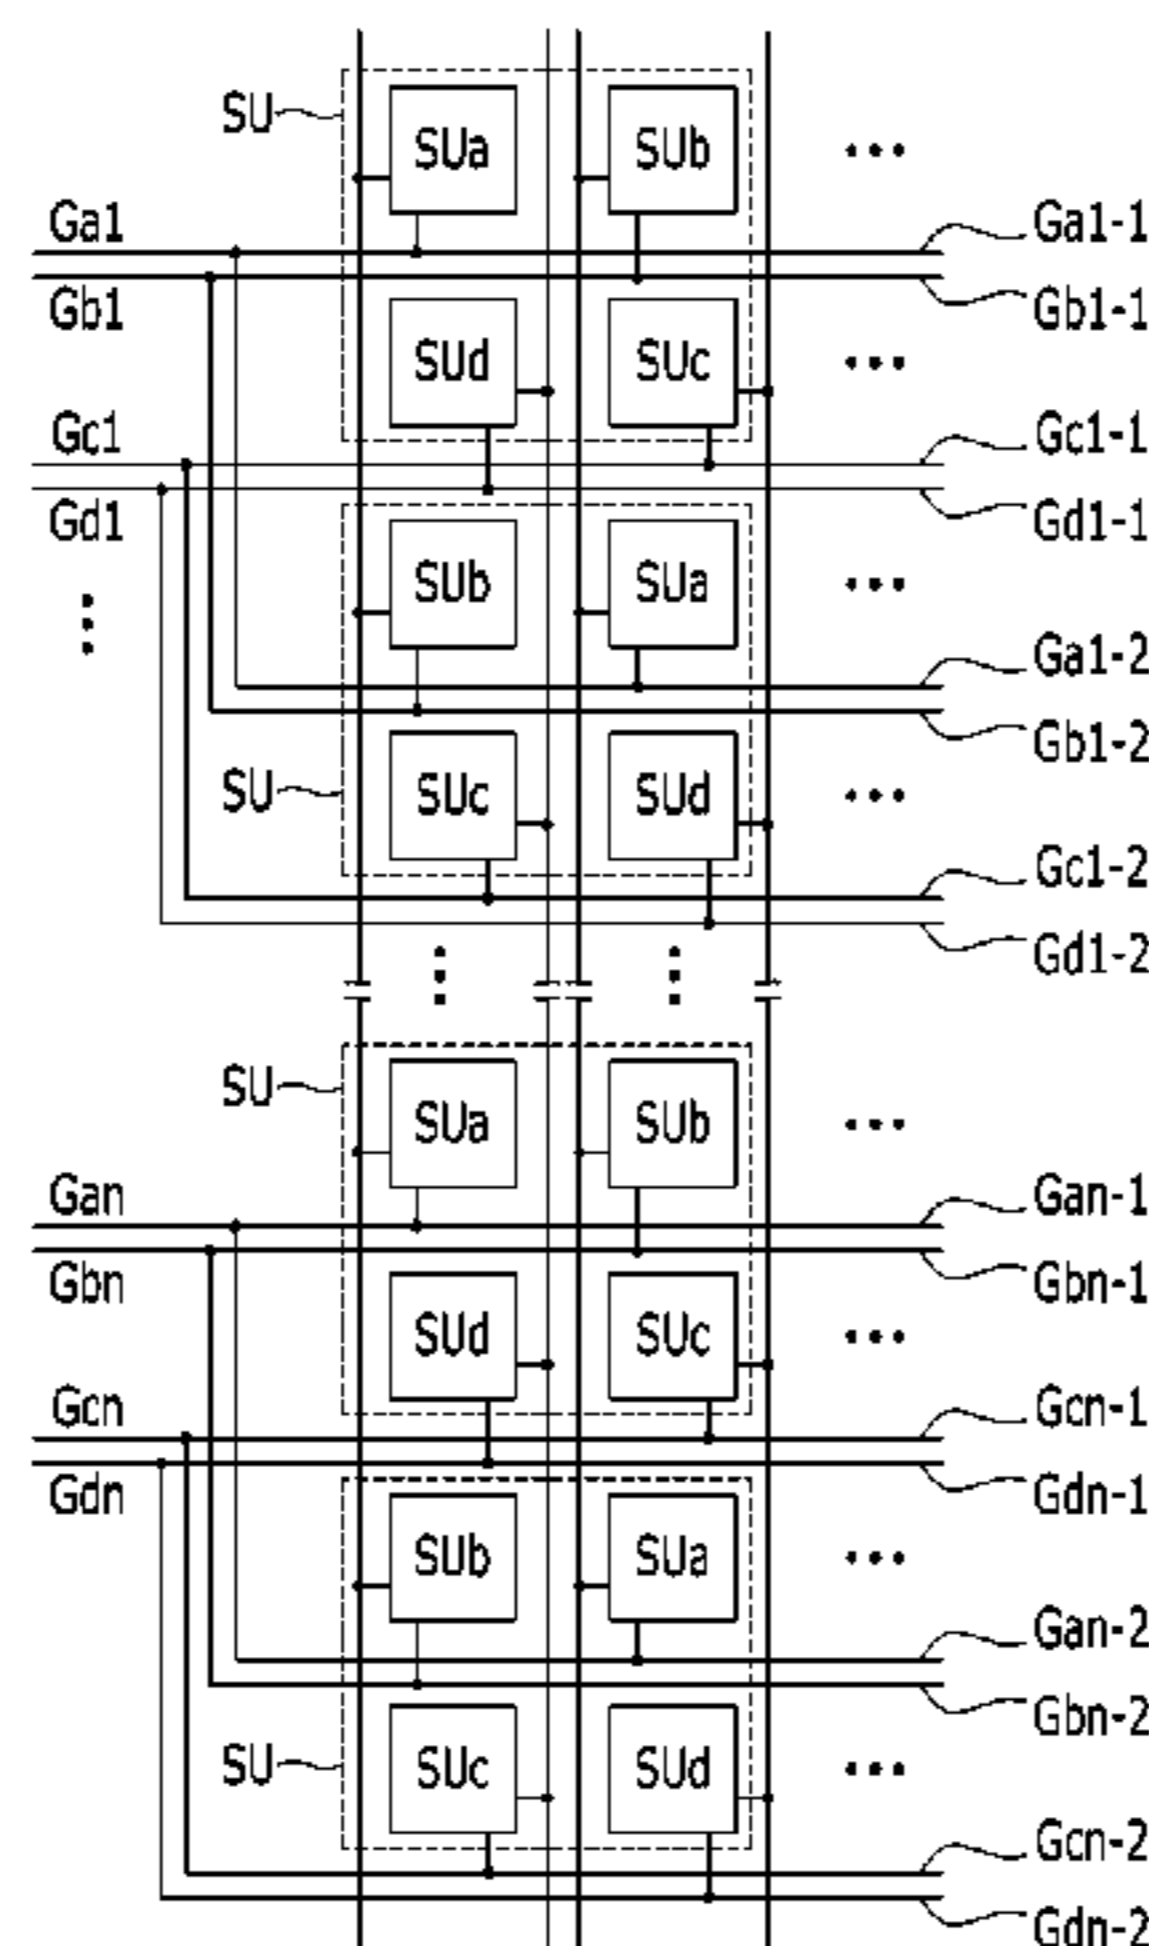 SU SUa SUb ...
Ga1 Ga1-1
Gb1 Gb1-1
SUd SUc ...
Gc1 Gc1-1
Gd1 Gd1-1
SUb SUa ...
Ga1-2
Gb1-2
SU SUc SUd ...
Gc1-2
Gd1-2
SU SUa SUb ...
Gan Gan-1
Gbn Gbn-1
SUd SUc ...
Gcn Gcn-1
Gdn Gdn-1
SUb SUa ...
Gan-2
Gbn-2
SU SUc SUd ...
Gcn-2
Gdn-2